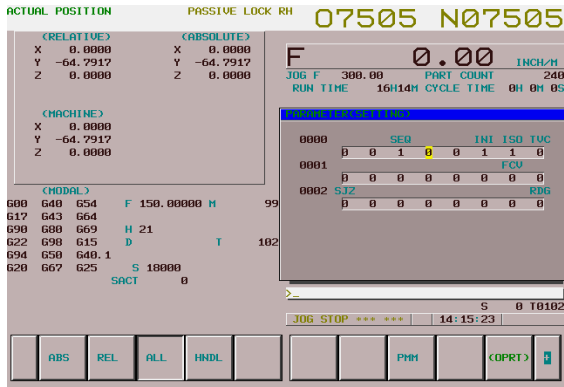 ACTUAL POSITION PASSIVE LOCK RH O7505 N07505
(RELATIVE) (ABSOLUTE)
X 0.0000 X 0.0000
Y -64.7917 Y -64.7917
Z 0.0000 Z 0.0000
F 0.00 INCH/M
JOG F 300.00 PART COUNT 240
RUN TIME 16H14M CYCLE TIME 0H 0M 0S
(MACHINE)
X 0.0000
Y -64.7917
Z 0.0000
PARAMETER(SETTING)
0000 SEQ INI ISO TVC
0 0 1 0 0 1 1 0
0001 FCV
0 0 0 0 0 0 0 0
0002 SJZ RDG
0 0 0 0 0 0 0 0
(MODAL)
G00 G40 G54 F 150.00000 M 99
G17 G43 G64
G90 G80 G69 H 21
G22 G98 G15 D T 102
G94 G50 G40.1
G20 G67 G25 S 18000
SACT 0
>_
S 0 T0102
JOG STOP *** *** 14:15:23
ABS REL ALL HNDL PMM (OPRT) +